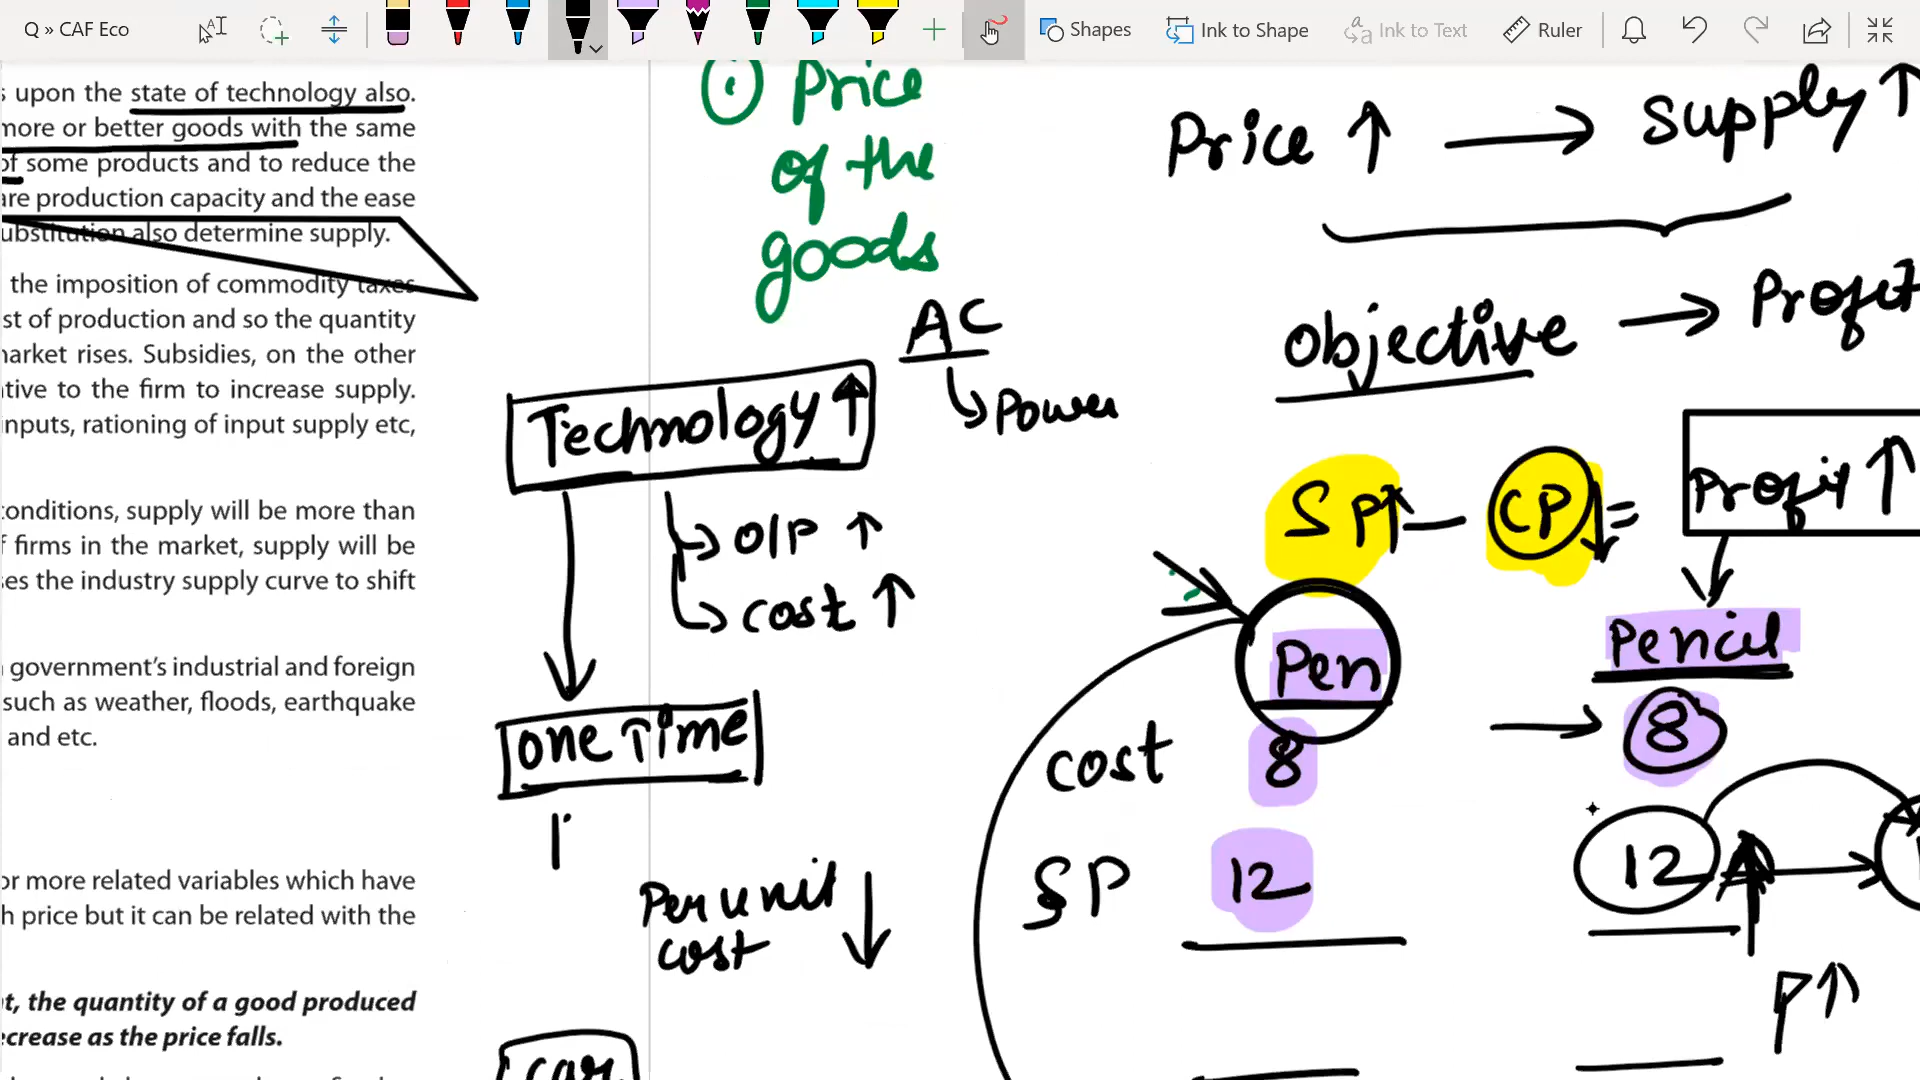 Q » CAF Eco
Shapes
Ink to Shape
Ink to Text
Ruler
s upon the state of technology also.
more or better goods with the same
of some products and to reduce the
are production capacity and the ease
ubstitution also determine supply.
the imposition of commodity taxes
st of production and so the quantity
narket rises. Subsidies, on the other
tive to the firm to increase supply.
inputs, rationing of input supply etc,
conditions, supply will be more than
f firms in the market, supply will be
es the industry supply curve to shift
government's industrial and foreign
such as weather, floods, earthquake
and etc.
or more related variables which have
h price but it can be related with the
t, the quantity of a good produced
ecrease as the price falls.
① Price
of the
goods
Price ↑ → Supply ↑
Objective → Profit
AC
↳ Power
Technology ↑
→ O/P ↑
→ cost ↑
One Time
Per unit ↓
cost
Car
SP↑ — CP↓ = Profit ↑
Pen
Pencil
cost 8 → 8
SP 12
12
P↑